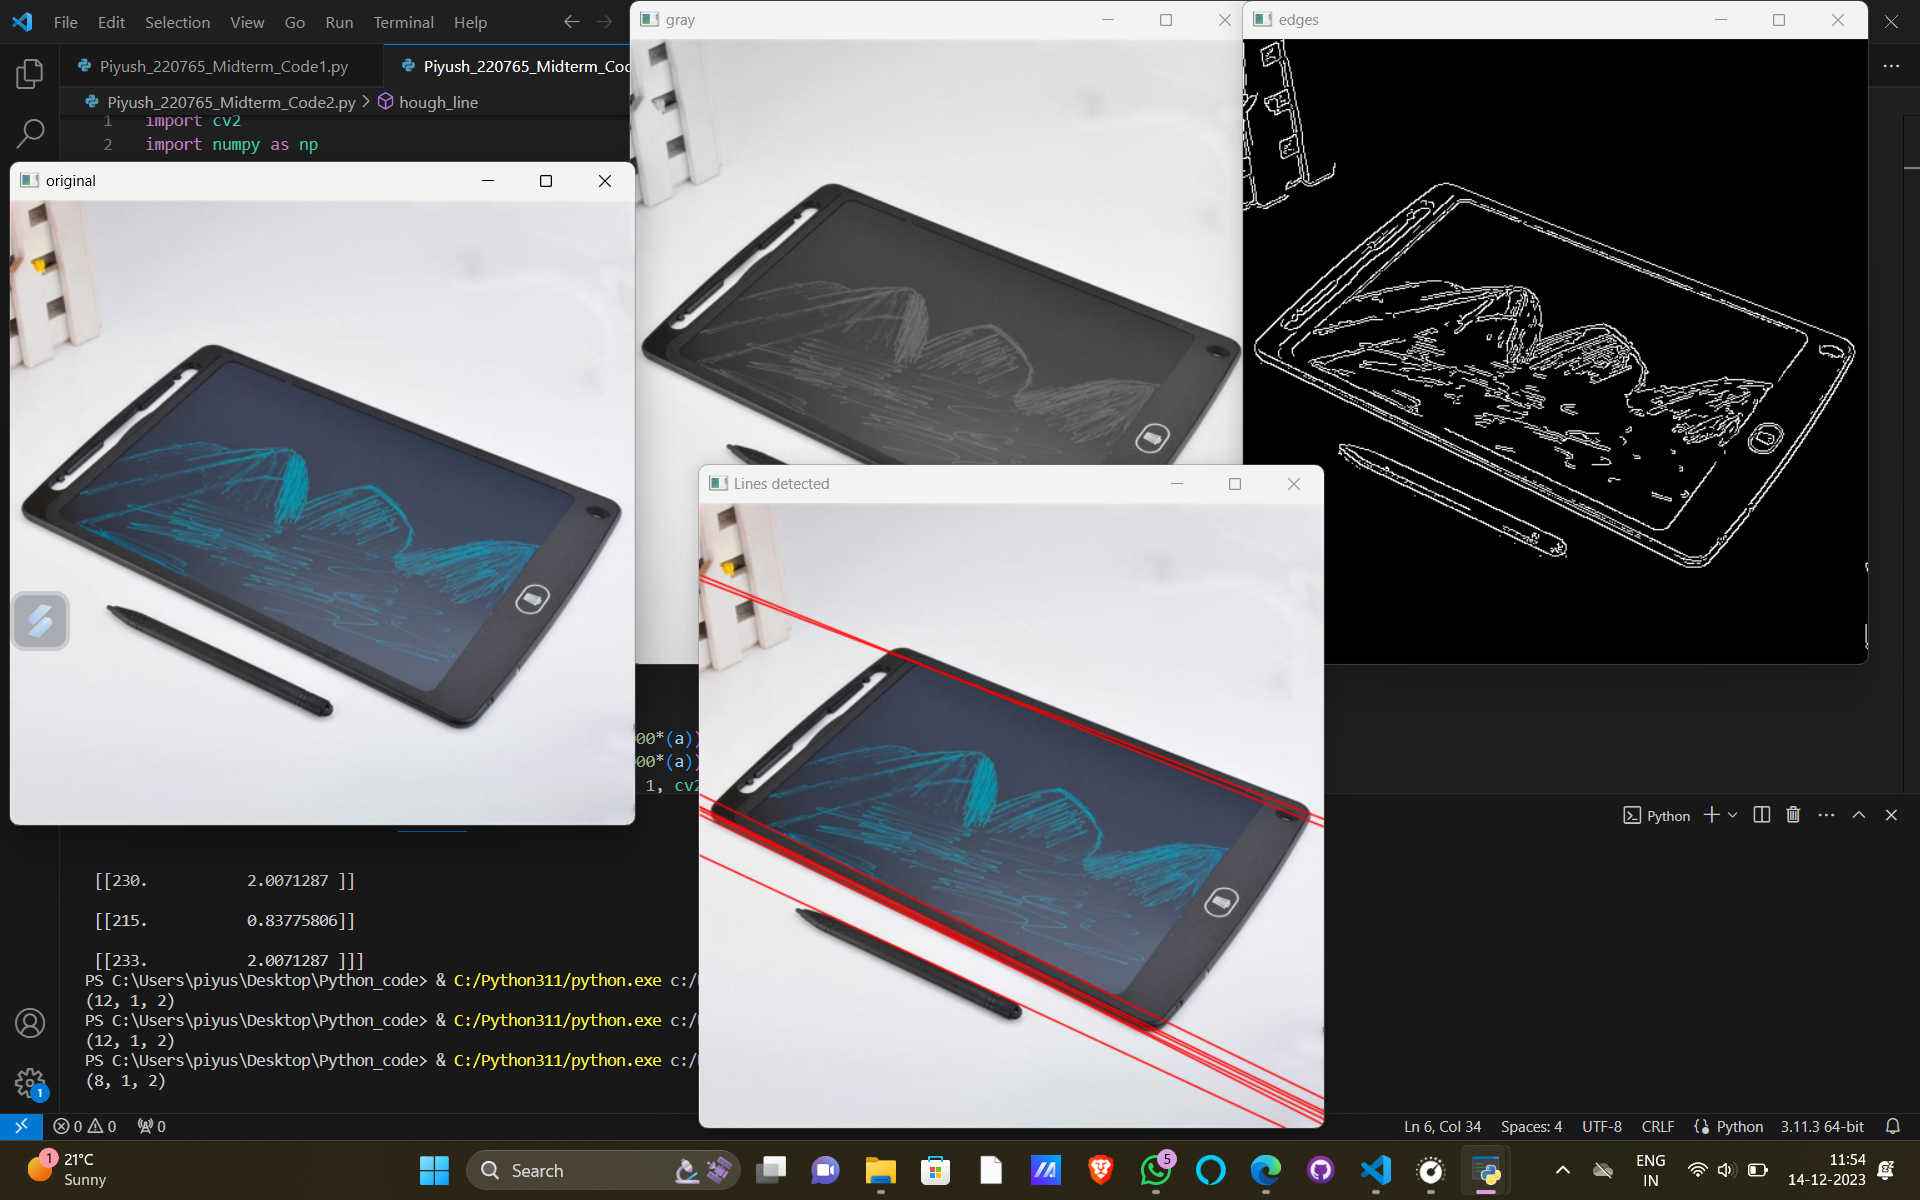 File Edit Selection View Go Run Terminal Help
Piyush_220765_Midterm_Code1.py
Piyush_220765_Midterm_Cod
Piyush_220765_Midterm_Code2.py > hough_line
1 import cv2
2 import numpy as np
gray
edges
original
Lines detected
00*(a))
00*(a))
1, cv2
Python
[[230. 2.0071287 ]]
[[215. 0.83775806]]
[[233. 2.0071287 ]]]
PS C:\Users\piyus\Desktop\Python_code> & C:/Python311/python.exe c:/
(12, 1, 2)
PS C:\Users\piyus\Desktop\Python_code> & C:/Python311/python.exe c:/
(12, 1, 2)
PS C:\Users\piyus\Desktop\Python_code> & C:/Python311/python.exe c:/
(8, 1, 2)
1
0 0 0
Ln 6, Col 34 Spaces: 4 UTF-8 CRLF Python 3.11.3 64-bit
1
21°C
Sunny
Search
5
ENG
IN
11:54
14-12-2023